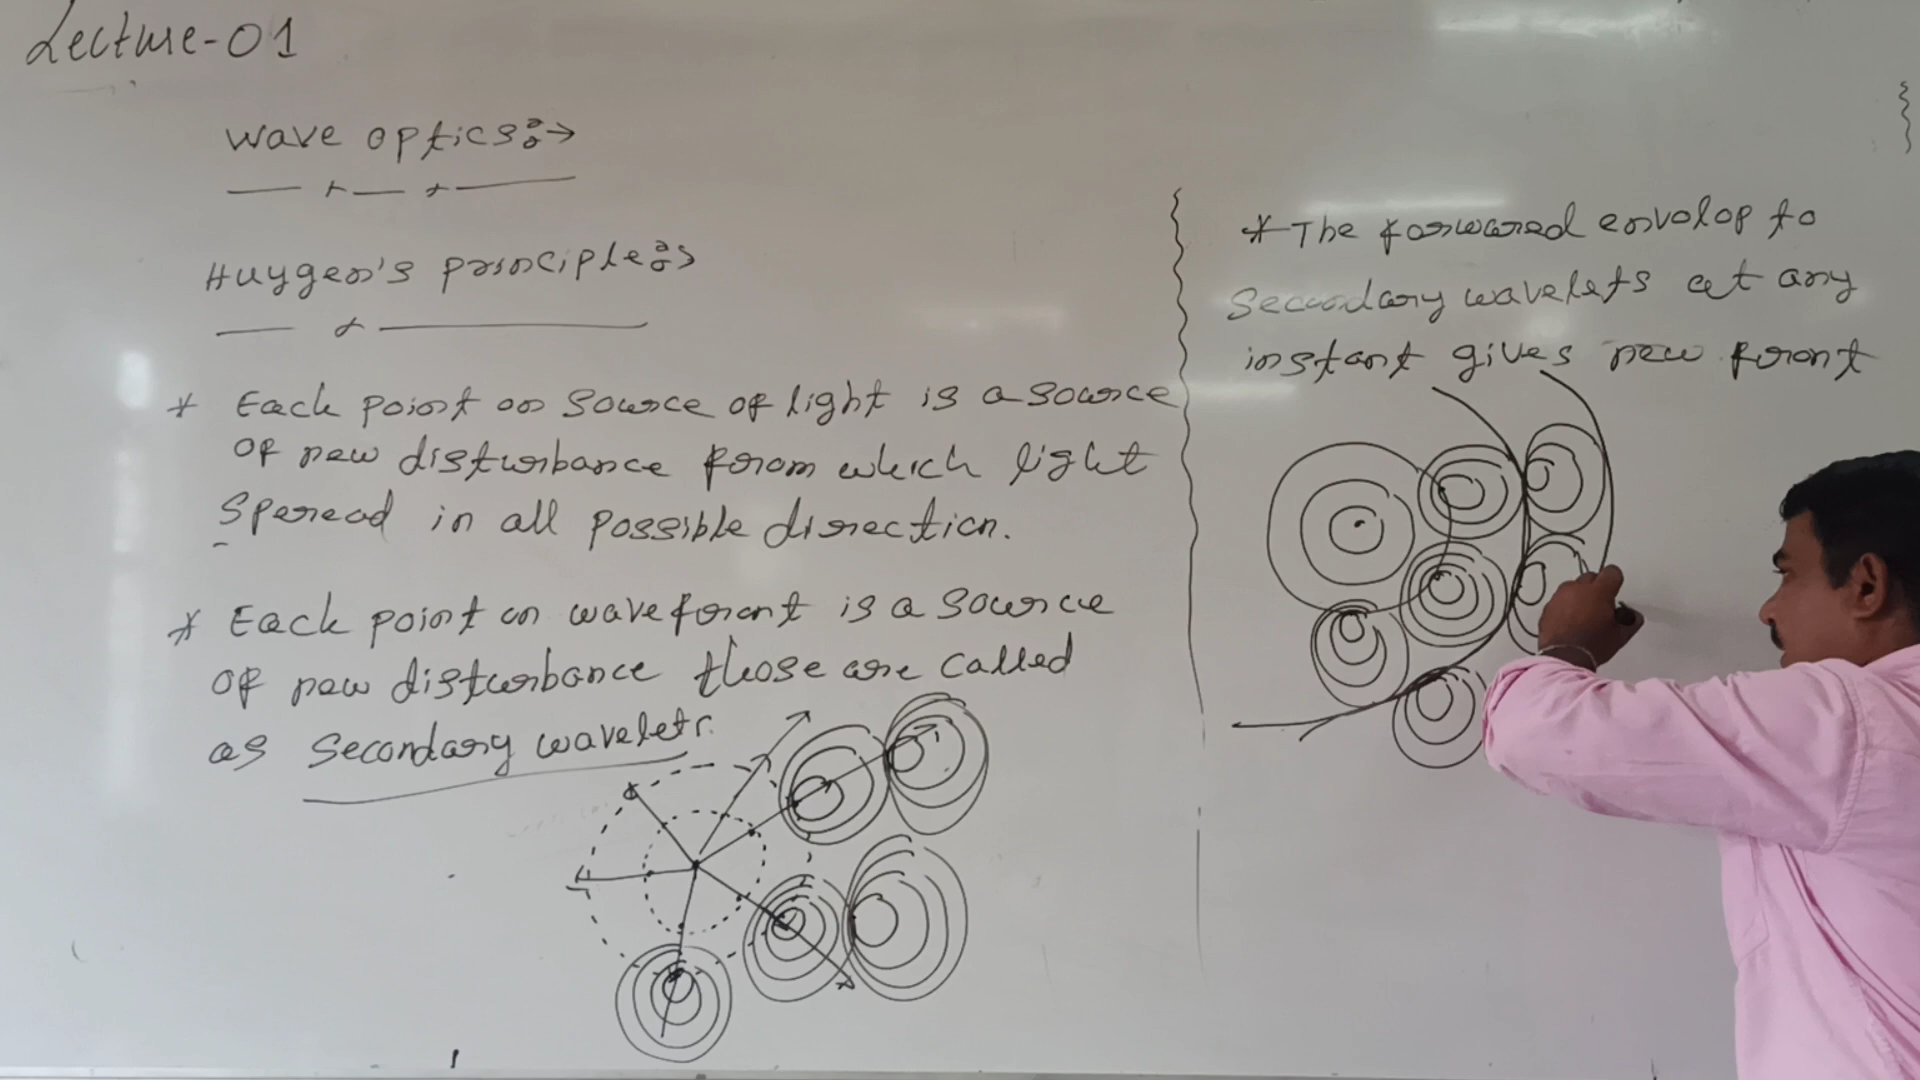 Lecture-01
Wave optics:→
Huygen's principle:→
* Each point on source of light is a source
of new disturbance from which light
spread in all possible direction.
* Each point on wavefront is a source
of new disturbance those are called
as secondary wavelets.
* The forward envolop to
Secondary wavelets at any
instant gives new front